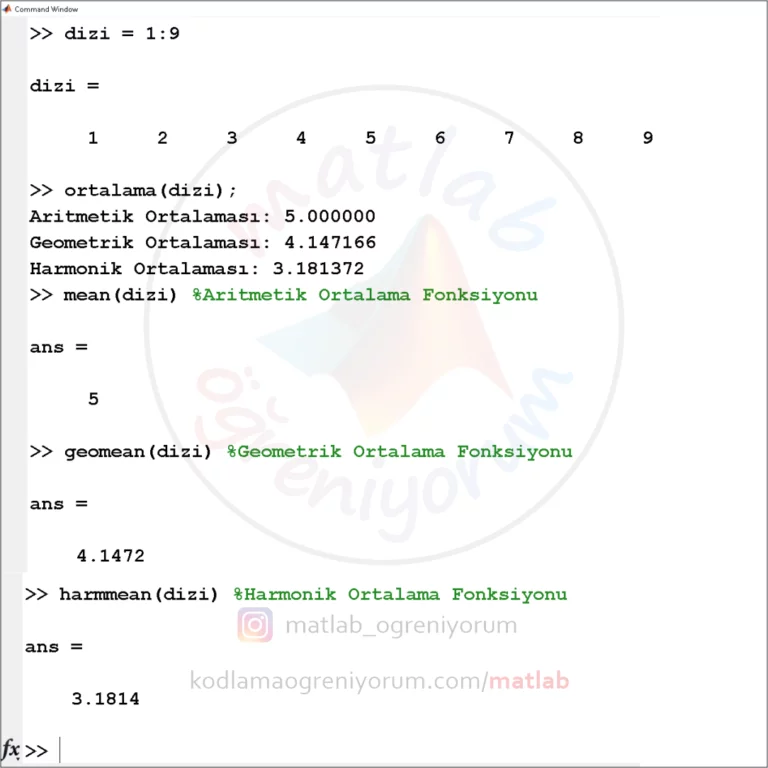 Command Window
>> dizi = 1:9
dizi =
1 2 3 4 5 6 7 8 9
>> ortalama(dizi);
Aritmetik Ortalaması: 5.000000
Geometrik Ortalaması: 4.147166
Harmonik Ortalaması: 3.181372
>> mean(dizi) %Aritmetik Ortalama Fonksiyonu
ans =
5
>> geomean(dizi) %Geometrik Ortalama Fonksiyonu
ans =
4.1472
>> harmmean(dizi) %Harmonik Ortalama Fonksiyonu
matlab_ogreniyorum
ans =
kodlamaogreniyorum.com/matlab
3.1814
fx >>
matlab
öğreniyorum